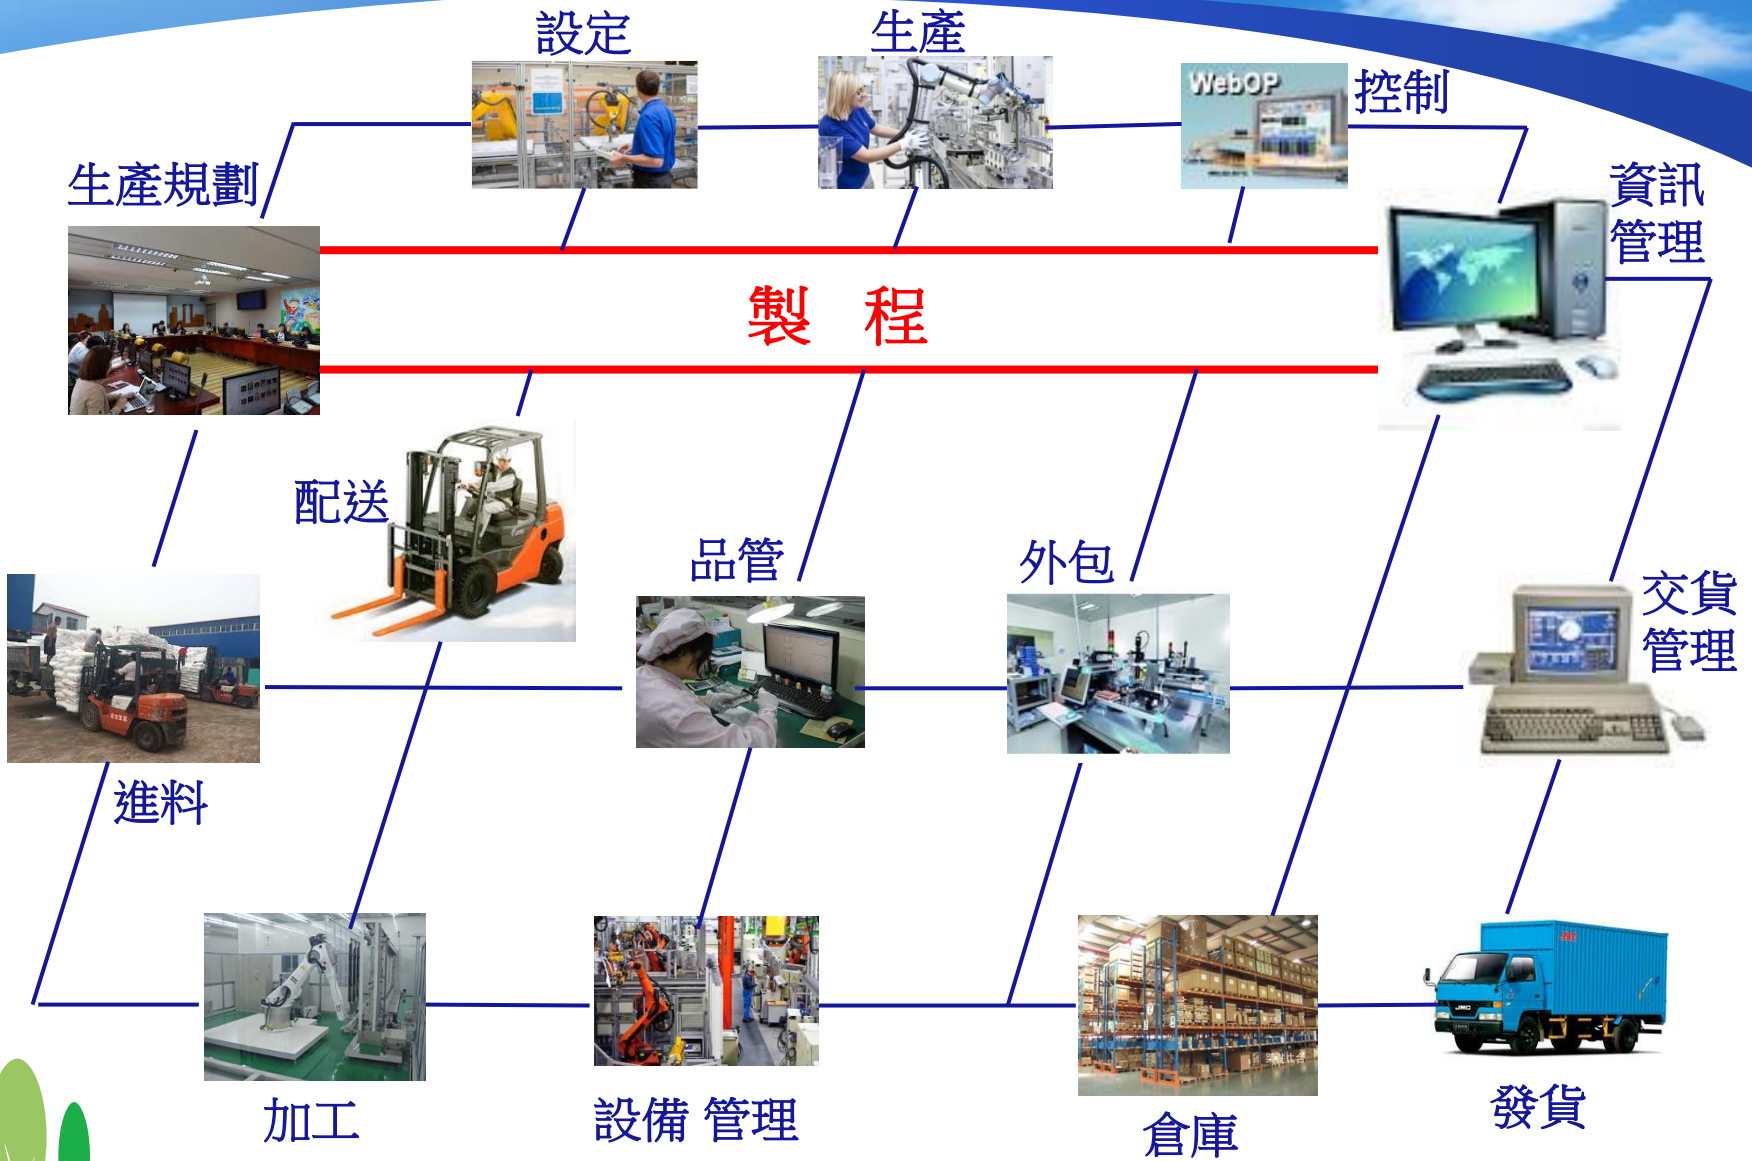 設定
生產
WebOP
控制
生產規劃
資訊
管理
製 程
配送
品管
外包
交貨
管理
進料
JMC
JMC
加工
設備 管理
倉庫
發貨